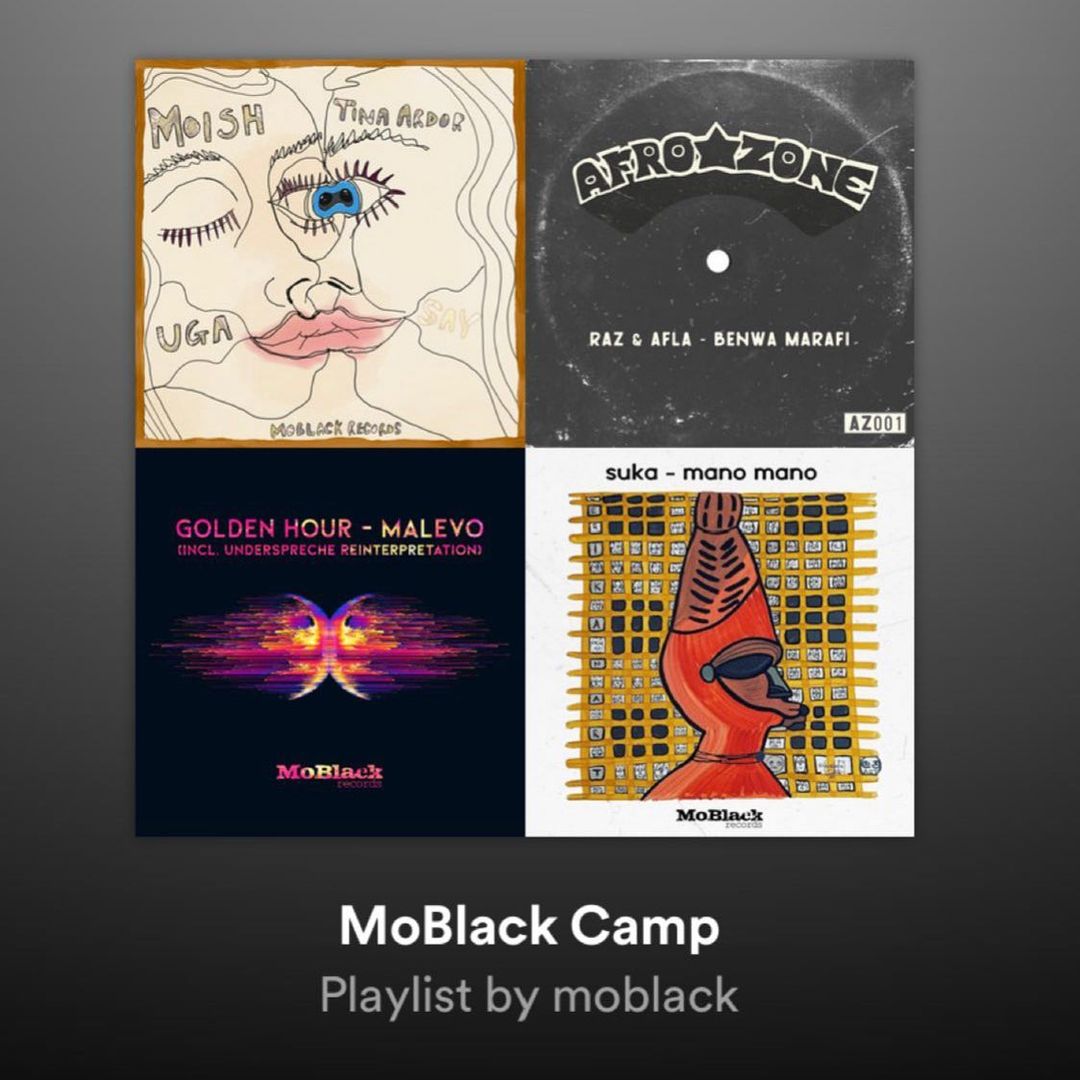 MOISH
TINA ARDOR
UGA
SAY
MOBLACK RECORDS
AFRO★ZONE
RAZ & AFLA - BENWA MARAFI
AZ001
GOLDEN HOUR - MALEVO
(INCL. UNDERSPRECHE REINTERPRETATION)
MoBlack
records
suka - mano mano
MoBlack
records
MoBlack Camp
Playlist by moblack